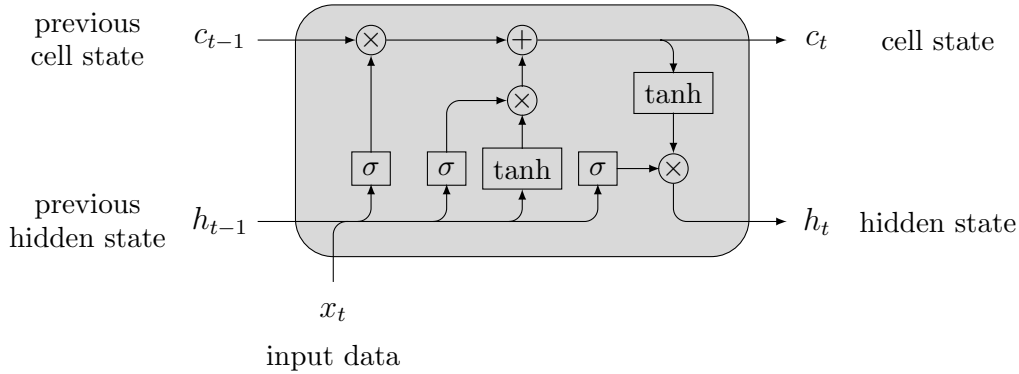 previous
cell state
c_{t-1}
×
+
c_t
cell state
tanh
×
σ
σ
tanh
σ
×
previous
hidden state
h_{t-1}
h_t
hidden state
x_t
input data